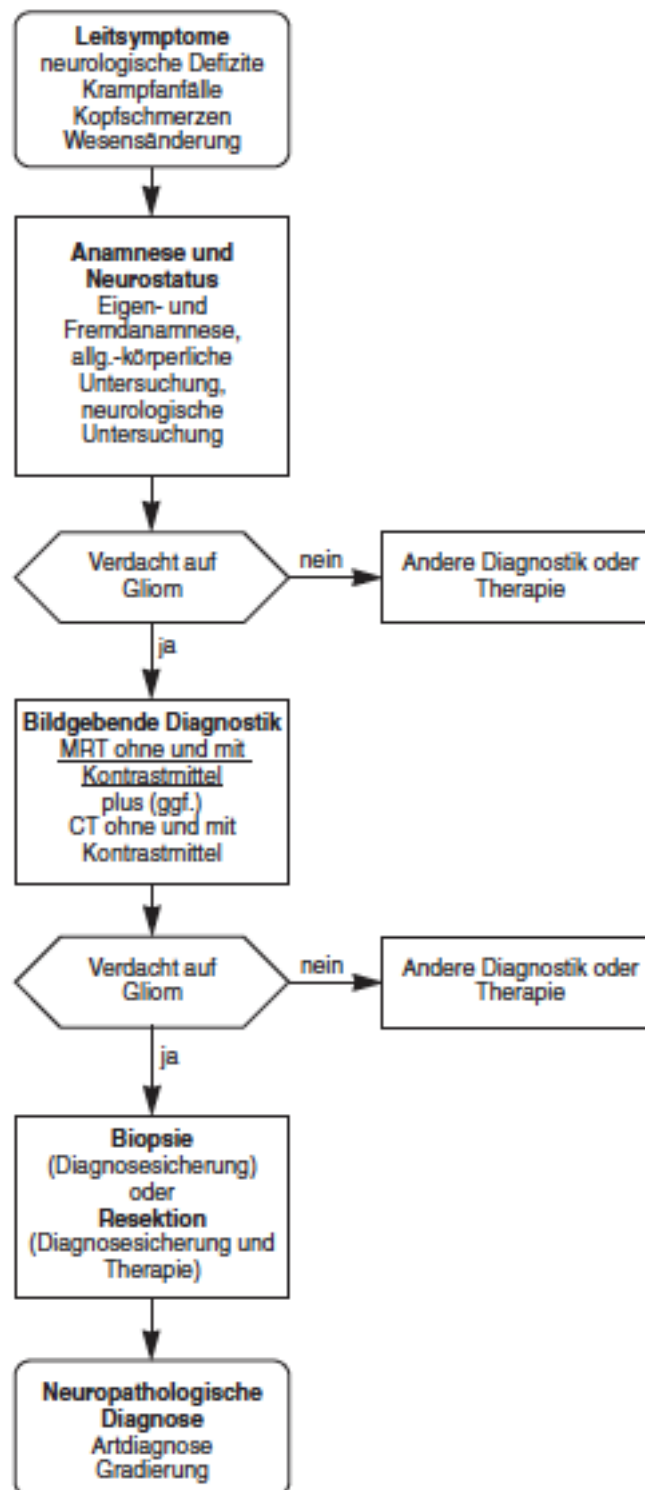 Leitsymptome
neurologische Defizite
Krampfanfälle
Kopfschmerzen
Wesensänderung
Anamnese und
Neurostatus
Eigen- und
Fremdanamnese,
allg.-körperliche
Untersuchung,
neurologische
Untersuchung
Verdacht auf
Gliom
nein
Andere Diagnostik oder
Therapie
ja
Bildgebende Diagnostik
MRT ohne und mit
Kontrastmittel
plus (ggf.)
CT ohne und mit
Kontrastmittel
Verdacht auf
Gliom
nein
Andere Diagnostik oder
Therapie
ja
Biopsie
(Diagnosesicherung)
oder
Resektion
(Diagnosesicherung und
Therapie)
Neuropathologische
Diagnose
Artdiagnose
Gradierung